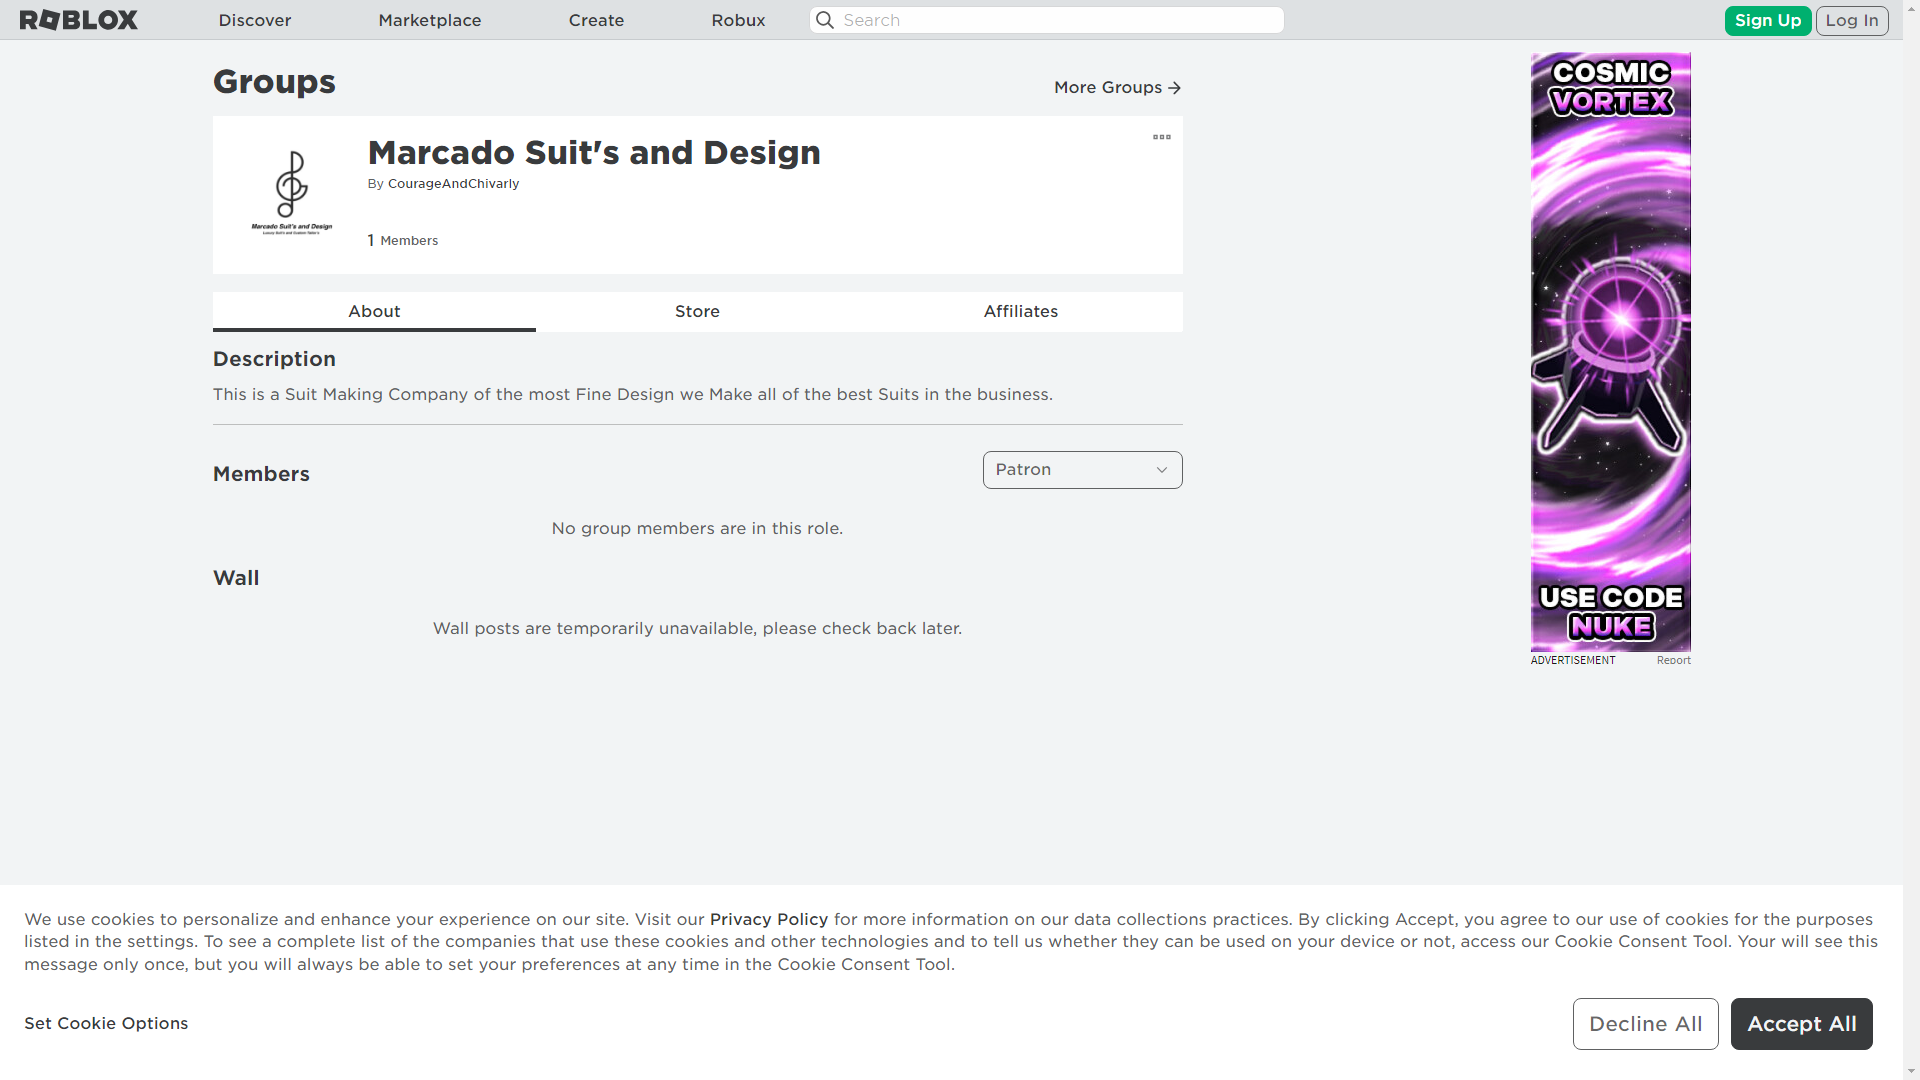 ROBLOX
Discover
Marketplace
Create
Robux
Search
Sign Up
Log In
Groups
More Groups
Marcado Suit's and Design
By CourageAndChivarly
Marcado Suit's and Design
1 Members
About
Store
Affiliates
Description
This is a Suit Making Company of the most Fine Design we Make all of the best Suits in the business.
Members
Patron
No group members are in this role.
Wall
Wall posts are temporarily unavailable, please check back later.
COSMIC
VORTEX
USE CODE
NUKE
ADVERTISEMENT
Report
We use cookies to personalize and enhance your experience on our site. Visit our Privacy Policy for more information on our data collections practices. By clicking Accept, you agree to our use of cookies for the purposes
listed in the settings. To see a complete list of the companies that use these cookies and other technologies and to tell us whether they can be used on your device or not, access our Cookie Consent Tool. Your will see this
message only once, but you will always be able to set your preferences at any time in the Cookie Consent Tool.
Set Cookie Options
Decline All
Accept All